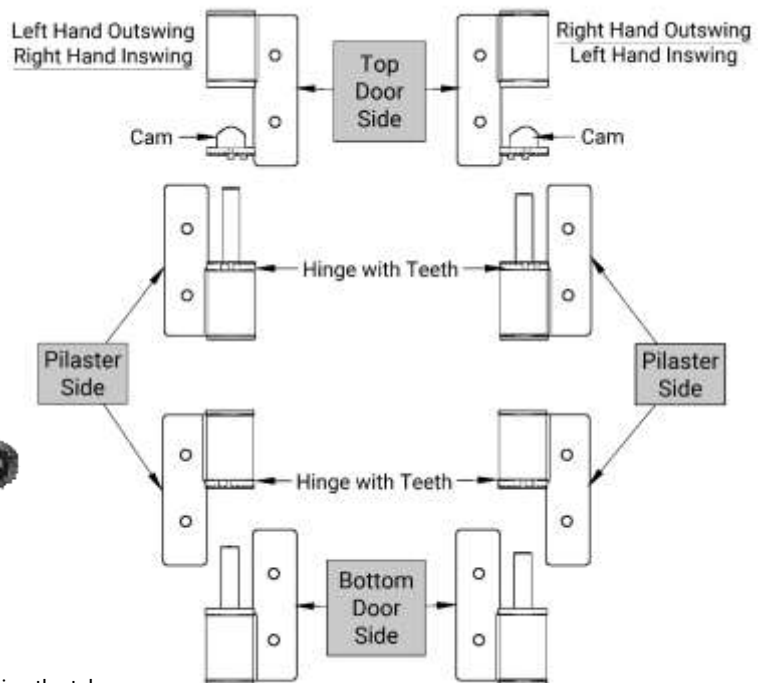 Left Hand Outswing
Right Hand Inswing
Right Hand Outswing
Left Hand Inswing
Top
Door
Side
Cam
Cam
Hinge with Teeth
Pilaster
Side
Pilaster
Side
Hinge with Teeth
Bottom
Door
Side